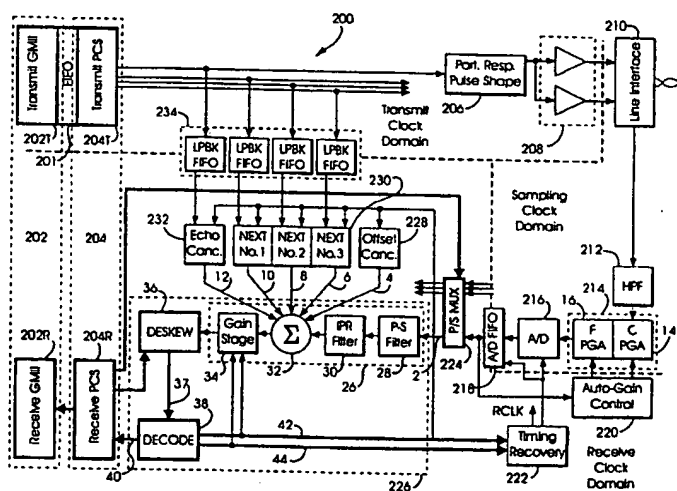 200
210
Transmit GMII
FIFO
Transmit PCS
Part. Resp.
Pulse Shape
Line Interface
234
206
Transmit
Clock
Domain
208
202T
204T
201
LPBK
FIFO
LPBK
FIFO
LPBK
FIFO
LPBK
FIFO
230
Sampling
Clock
Domain
202
204
232
228
Echo
Canc.
NEXT
No.1
NEXT
No.2
NEXT
No.3
Offset
Canc.
212
HPF
12
10
8
6
4
36
214
216
16
DESKEW
Gain
Stage
Σ
IPR
Filter
P-S
Filter
P/S MUX
A/D FIFO
A/D
F
PGA
C
PGA
14
202R
204R
34
32
30
26
28
2
224
218
37
38
Receive GMII
Receive PCS
DECODE
42
44
RCLK
Timing
Recovery
Auto-Gain
Control
220
40
222
226
Receive Clock
Domain